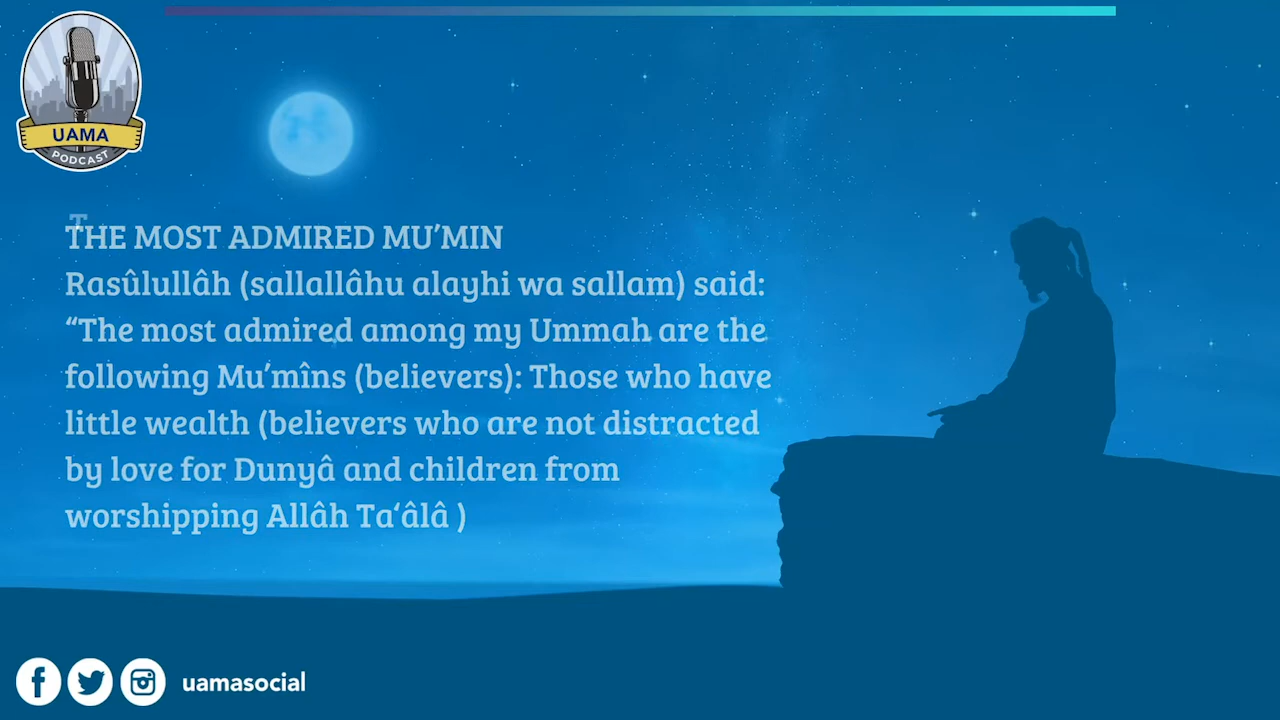 UAMA
PODCAST
T
THE MOST ADMIRED MU’MIN
Rasûlullâh (sallallâhu alayhi wa sallam) said:
“The most admired among my Ummah are the
following Mu’mîns (believers): Those who have
little wealth (believers who are not distracted
by love for Dunyâ and children from
worshipping Allâh Ta‘âlâ )
uamasocial